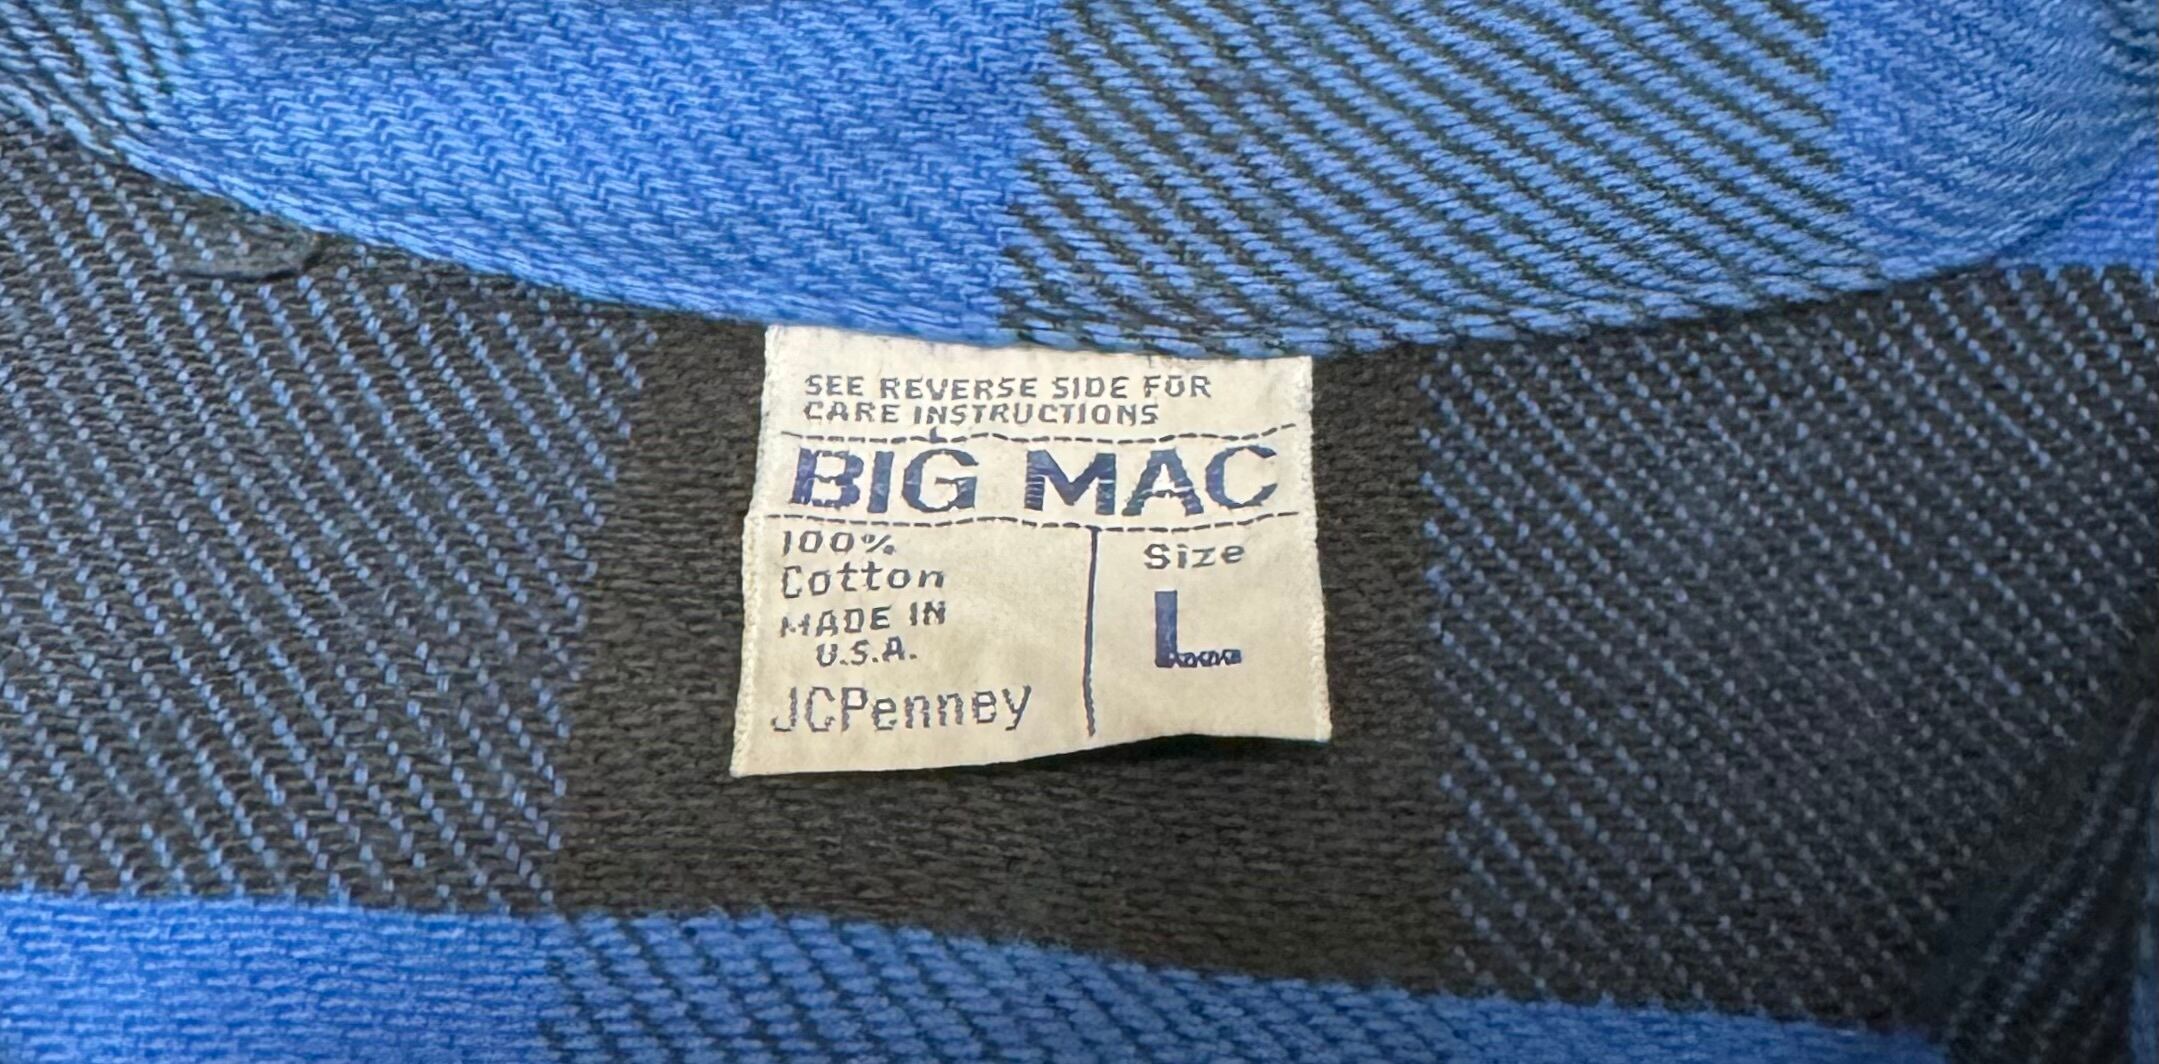 SEE REVERSE SIDE FOR
CARE INSTRUCTIONS
BIG MAC
100%
Cotton
MADE IN
U.S.A.
JCPenney
Size
L